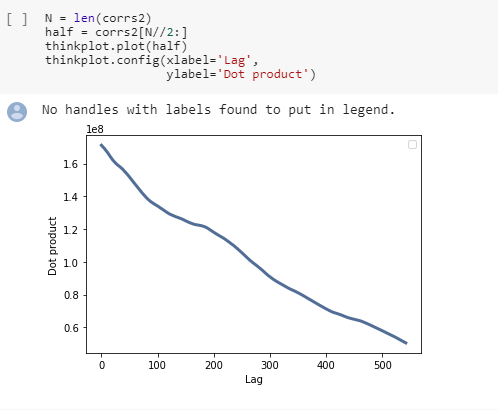 [ ] N = len(corrs2)
half = corrs2[N//2:]
thinkplot.plot(half)
thinkplot.config(xlabel='Lag',
ylabel='Dot product')
No handles with labels found to put in legend.
1e8
1.6
1.4
1.2
1.0
0.8
0.6
Dot product
0 100 200 300 400 500
Lag